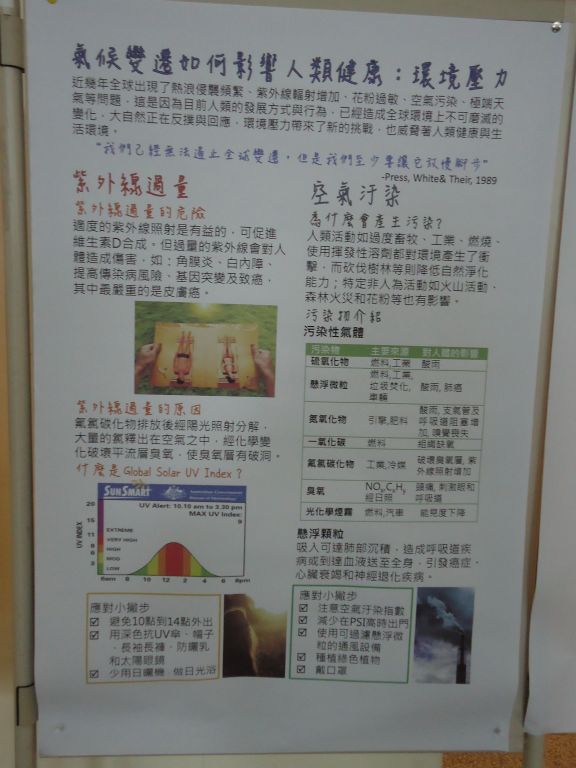 氣候變遷如何影響人類健康：環境壓力
近幾年全球出現了熱浪侵襲頻繁、紫外線輻射增加、花粉過敏、空氣污染、極端天
氣等問題，這是因為目前人類的發展方式與行為，已經造成全球環境上不可磨滅的
變化，大自然正在反撲與回應，環境壓力帶來了新的挑戰，也威脅著人類健康與生
活環境。
“我們已經無法遏止全球變遷，但是我們至少要讓它放慢腳步”
-Press, White& Their, 1989
紫外線過量
紫外線過量的危險
適度的紫外線照射是有益的，可促進
維生素D合成。但過量的紫外線會對人
體造成傷害，如：角膜炎、白內障、
提高傳染病風險、基因突變及致癌，
其中最嚴重的是皮膚癌。
紫外線過量的原因
氟氯碳化物排放後經陽光照射分解，
大量的氯釋出在空氣之中，經化學變
化破壞平流層臭氧，使臭氧層有破洞。
什麼是Global Solar UV Index？
SUNSMART
Australian Government
Bureau of Meteorology
UV Alert: 10.10 am to 3.30 pm
MAX UV Index:
9
UV INDEX
20
15
11
8
6
3
EXTREME
VERY HIGH
HIGH
MOD
LOW
6am 8 10 12 2 4 6 8pm
應對小撇步
☑ 避免10點到14點外出
☑ 用深色抗UV傘、帽子
、長袖長褲、防曬乳
和太陽眼鏡
☑ 少用日曬機，做日光浴
空氣汙染
為什麼會產生污染？
人類活動如過度畜牧、工業、燃燒、
使用揮發性溶劑都對環境產生了衝
擊，而砍伐樹林等則降低自然淨化
能力；特定非人為活動如火山活動、
森林火災和花粉等也有影響。
污染物介紹
污染性氣體
污染物 主要來源 對人體的影響
硫氧化物 燃料,工業 酸雨
懸浮微粒 燃料,工業,
垃圾焚化,
車輛 酸雨, 肺癌
氮氧化物 引擎,肥料 酸雨, 支氣管及
呼吸道阻塞增
加, 嗅覺喪失
一氧化碳 燃料 組織缺氧
氟氯碳化物 工業,冷媒 破壞臭氧層, 紫
外線照射增加
臭氧 NOx,CxHy
經日照 頭痛, 刺激眼和
呼吸道
光化學煙霧 燃料,汽車 能見度下降
懸浮顆粒
吸入可達肺部沉積，造成呼吸道疾
病或到達血液送至全身，引發癌症、
心臟衰竭和神經退化疾病。
應對小撇步
☑ 注意空氣汙染指數
☑ 減少在PSI高時出門
☑ 使用可過濾懸浮微
粒的通風設備
☑ 種植綠色植物
☑ 戴口罩